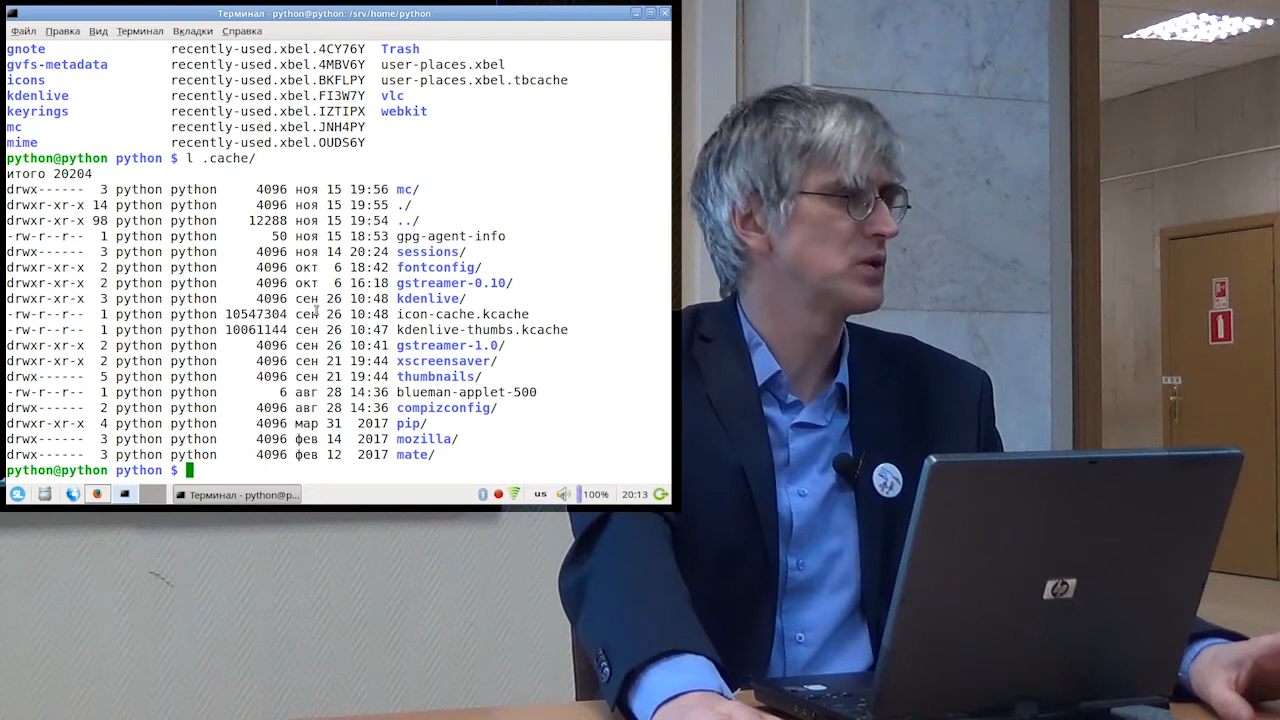 Терминал - python@python: /srv/home/python
Файл Правка Вид Терминал Вкладки Справка
gnote recently-used.xbel.4CY76Y Trash
gvfs-metadata recently-used.xbel.4MBV6Y user-places.xbel
icons recently-used.xbel.BKFLPY user-places.xbel.tbcache
kdenlive recently-used.xbel.FI3W7Y vlc
keyrings recently-used.xbel.IZTIPX webkit
mc recently-used.xbel.JNH4PY
mime recently-used.xbel.OUDS6Y
python@python python $ l .cache/
итого 20204
drwx------ 3 python python 4096 ноя 15 19:56 mc/
drwxr-xr-x 14 python python 4096 ноя 15 19:55 ./
drwxr-xr-x 98 python python 12288 ноя 15 19:54 ../
-rw-r--r-- 1 python python 50 ноя 15 18:53 gpg-agent-info
drwx------ 3 python python 4096 ноя 14 20:24 sessions/
drwxr-xr-x 2 python python 4096 окт 6 18:42 fontconfig/
drwxr-xr-x 2 python python 4096 окт 6 16:18 gstreamer-0.10/
drwxr-xr-x 3 python python 4096 сен 26 10:48 kdenlive/
-rw-r--r-- 1 python python 10547304 сен 26 10:48 icon-cache.kcache
-rw-r--r-- 1 python python 10061144 сен 26 10:47 kdenlive-thumbs.kcache
drwxr-xr-x 2 python python 4096 сен 26 10:41 gstreamer-1.0/
drwxr-xr-x 2 python python 4096 сен 21 19:44 xscreensaver/
drwx------ 5 python python 4096 сен 21 19:44 thumbnails/
-rw-r--r-- 1 python python 6 авг 28 14:36 blueman-applet-500
drwx------ 2 python python 4096 авг 28 14:36 compizconfig/
drwxr-xr-x 4 python python 4096 мар 31 2017 pip/
drwx------ 3 python python 4096 фев 14 2017 mozilla/
drwx------ 3 python python 4096 фев 12 2017 mate/
python@python python $
SL Терминал - python@p... us 100% 20:13
hp